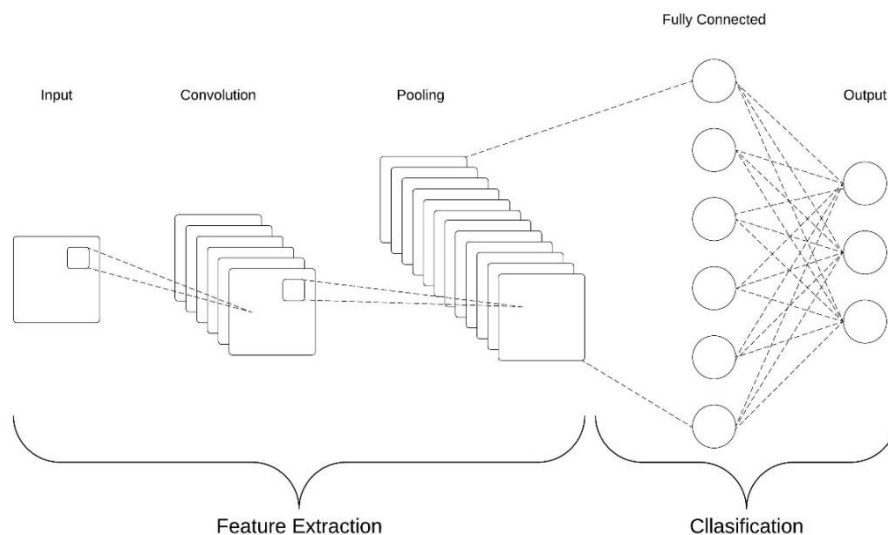 Fully Connected
Input
Convolution
Pooling
Output
Feature Extraction
Cllasification